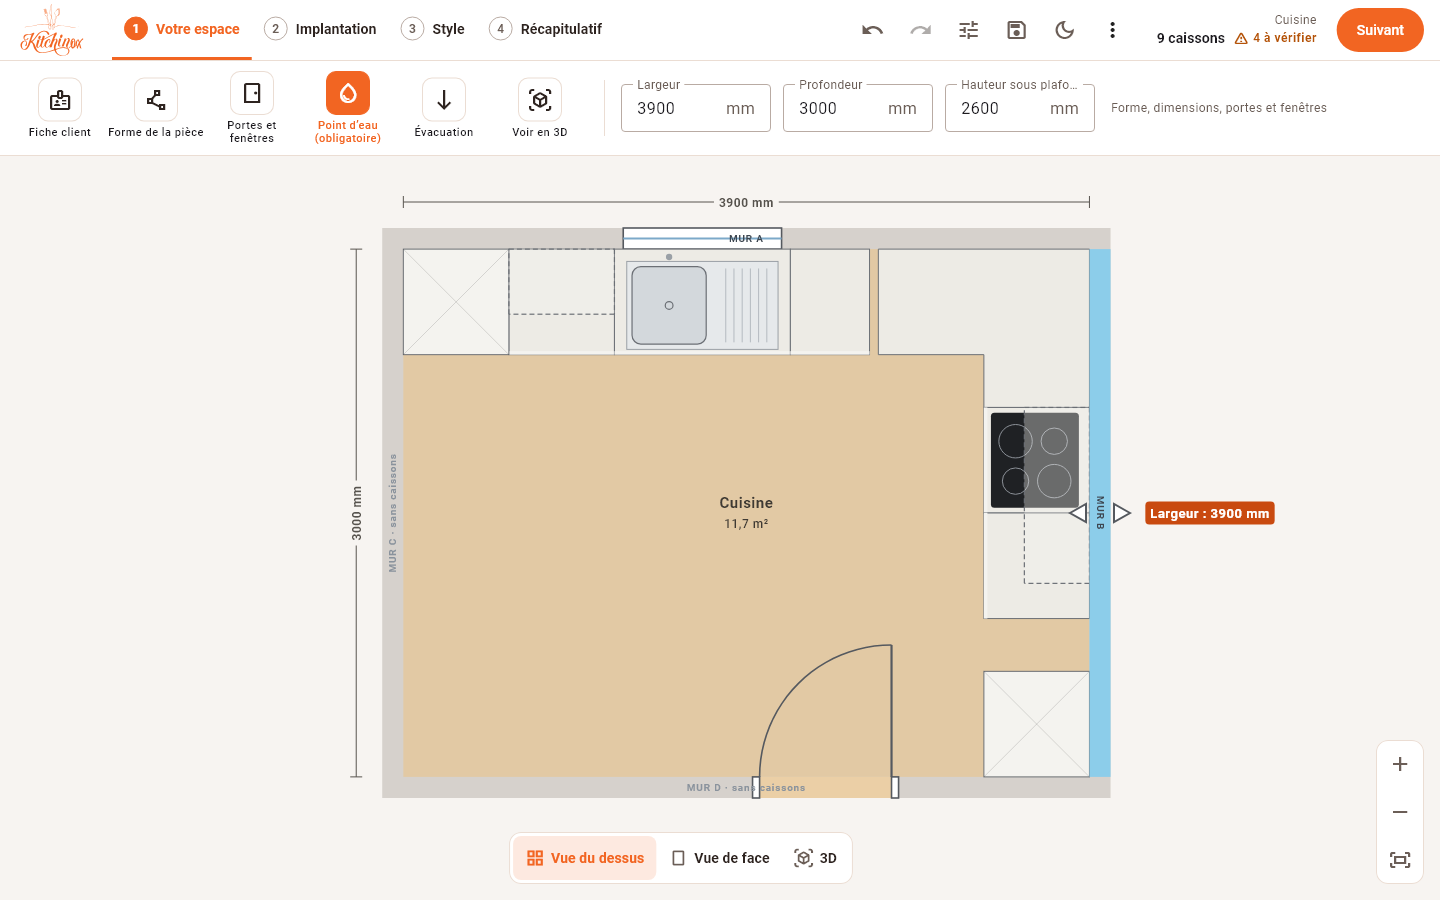 Kitchinox
1 Votre espace
2 Implantation
3 Style
4 Récapitulatif
Cuisine
9 caissons 4 à vérifier
Suivant
Fiche client
Forme de la pièce
Portes et
fenêtres
Point d'eau
(obligatoire)
Évacuation
Voir en 3D
Largeur
3900 mm
Profondeur
3000 mm
Hauteur sous plafo...
2600 mm
Forme, dimensions, portes et fenêtres
3900 mm
MUR A
3000 mm
MUR C · sans caissons
Cuisine
11,7 m²
MUR B
Largeur : 3900 mm
MUR D · sans caissons
Vue du dessus
Vue de face
3D